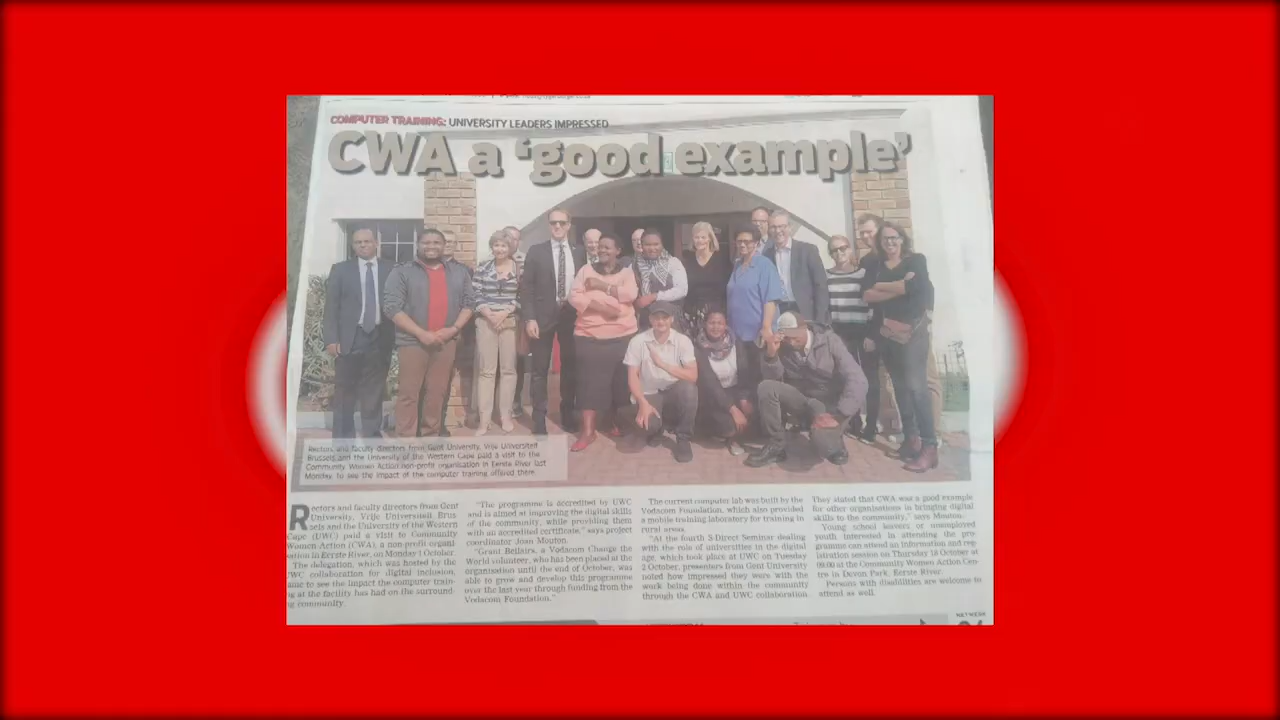 COMPUTER TRAINING: UNIVERSITY LEADERS IMPRESSED
CWA a ‘good example’
Rectors and faculty directors from Gent University, Vrije Universiteit
Brussels and the University of the Western Cape paid a visit to the
Community Women Action non-profit organisation in Eerste River last
Monday to see the impact of the computer training offered there.
Rectors and faculty directors from Gent
University, Vrije Universiteit Brus
sels and the University of the Western
Cape (UWC) paid a visit to Community
Women Action (CWA), a non-profit organi
sation in Eerste River, on Monday 1 October.
The delegation, which was hosted by the
UWC collaboration for digital inclusion,
came to see the impact the computer train-
ing at the facility has had on the surround-
ing community.
"The programme is accredited by UWC
and is aimed at improving the digital skills
of the community, while providing them
with an accredited certificate," says project
coordinator Joan Mouton.
"Grant Bellairs, a Vodacom Change the
World volunteer, who has been placed at the
organisation until the end of October, was
able to grow and develop this programme
over the last year through funding from the
Vodacom Foundation."
The current computer lab was built by the
Vodacom Foundation, which also provided
a mobile training laboratory for training in
rural areas.
"At the fourth S-Direct Seminar dealing
with the role of universities in the digital
age, which took place at UWC on Tuesday
2 October, presenters from Gent University
noted how impressed they were with the
work being done within the community
through the CWA and UWC collaboration.
They stated that CWA was a good example
for other organisations in bringing digital
skills to the community," says Mouton.
Young school leavers or unemployed
youth interested in attending the pro-
gramme can attend an information and reg-
istration session on Thursday 18 October at
09:00 at the Community Women Action Cen-
tre in Devon Park, Eerste River.
Persons with disabilities are welcome to
attend as well.